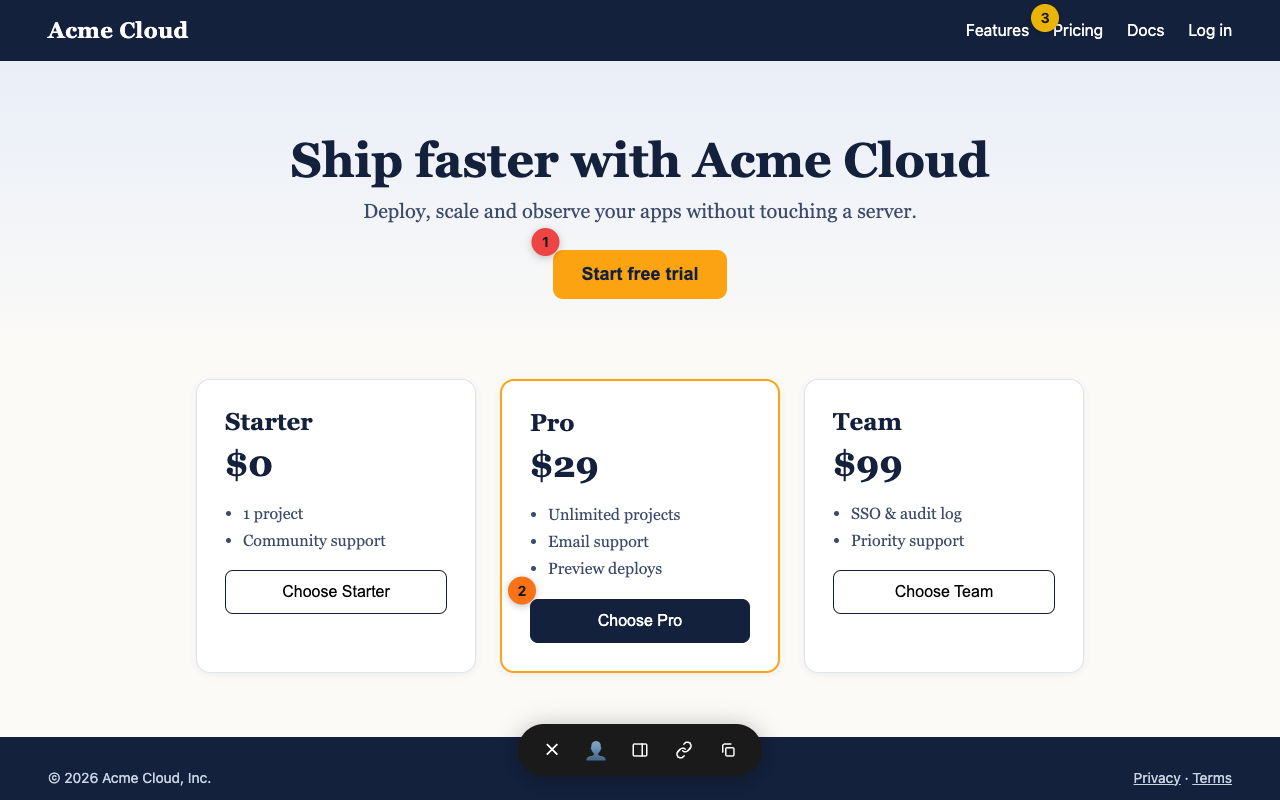 Acme Cloud
Features
3
Pricing
Docs
Log in
Ship faster with Acme Cloud
Deploy, scale and observe your apps without touching a server.
1
Start free trial
Starter
$0
• 1 project
• Community support
Choose Starter
Pro
$29
• Unlimited projects
• Email support
• Preview deploys
2
Choose Pro
Team
$99
• SSO & audit log
• Priority support
Choose Team
© 2026 Acme Cloud, Inc.
Privacy · Terms